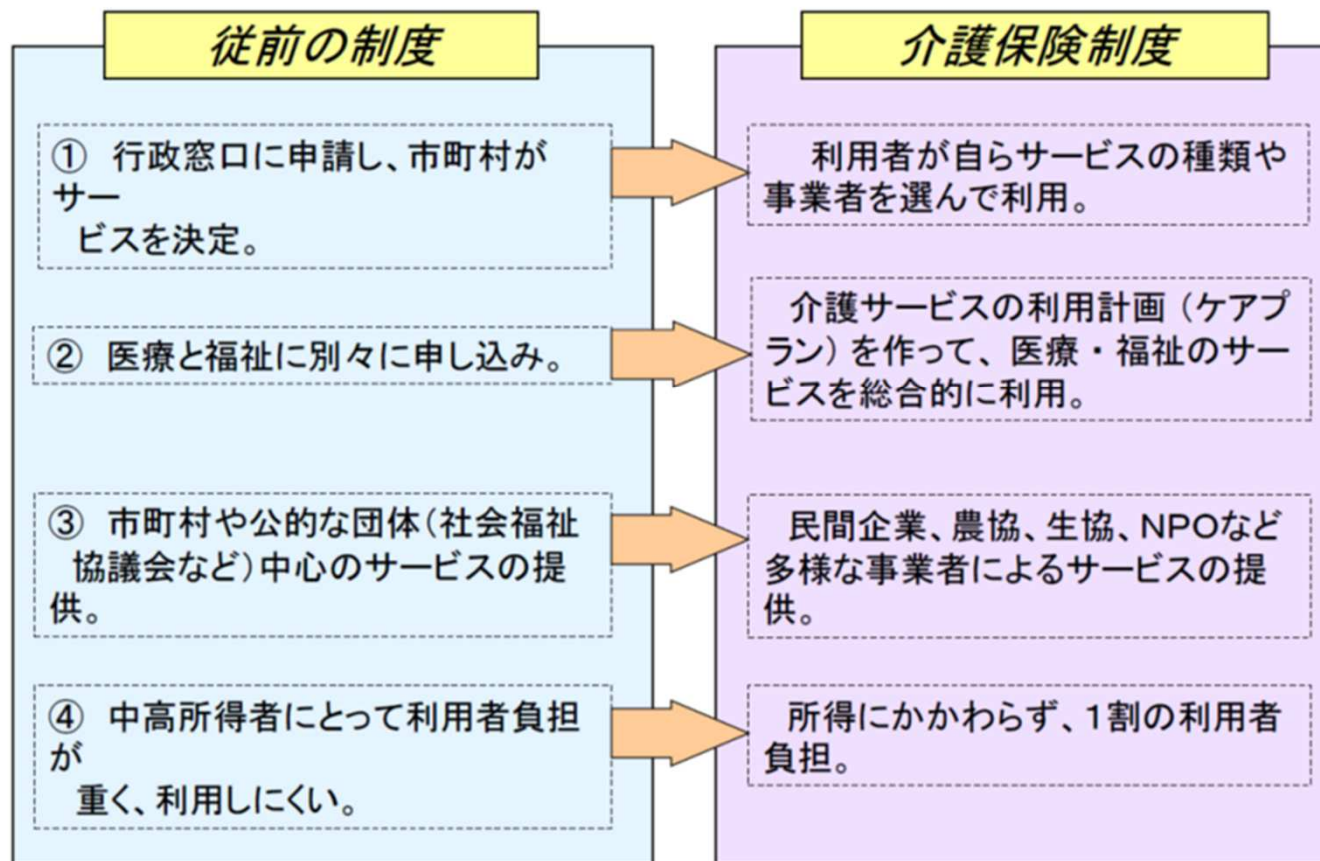 従前の制度
① 行政窓口に申請し、市町村が
サー
ビスを決定。
② 医療と福祉に別々に申し込み。
③ 市町村や公的な団体(社会福祉
協議会など)中心のサービスの提
供。
④ 中高所得者にとって利用者負担
が
重く、利用しにくい。
介護保険制度
利用者が自らサービスの種類や
事業者を選んで利用。
介護サービスの利用計画(ケアプ
ラン)を作って、医療・福祉のサー
ビスを総合的に利用。
民間企業、農協、生協、NPOなど
多様な事業者によるサービスの提
供。
所得にかかわらず、1割の利用者
負担。